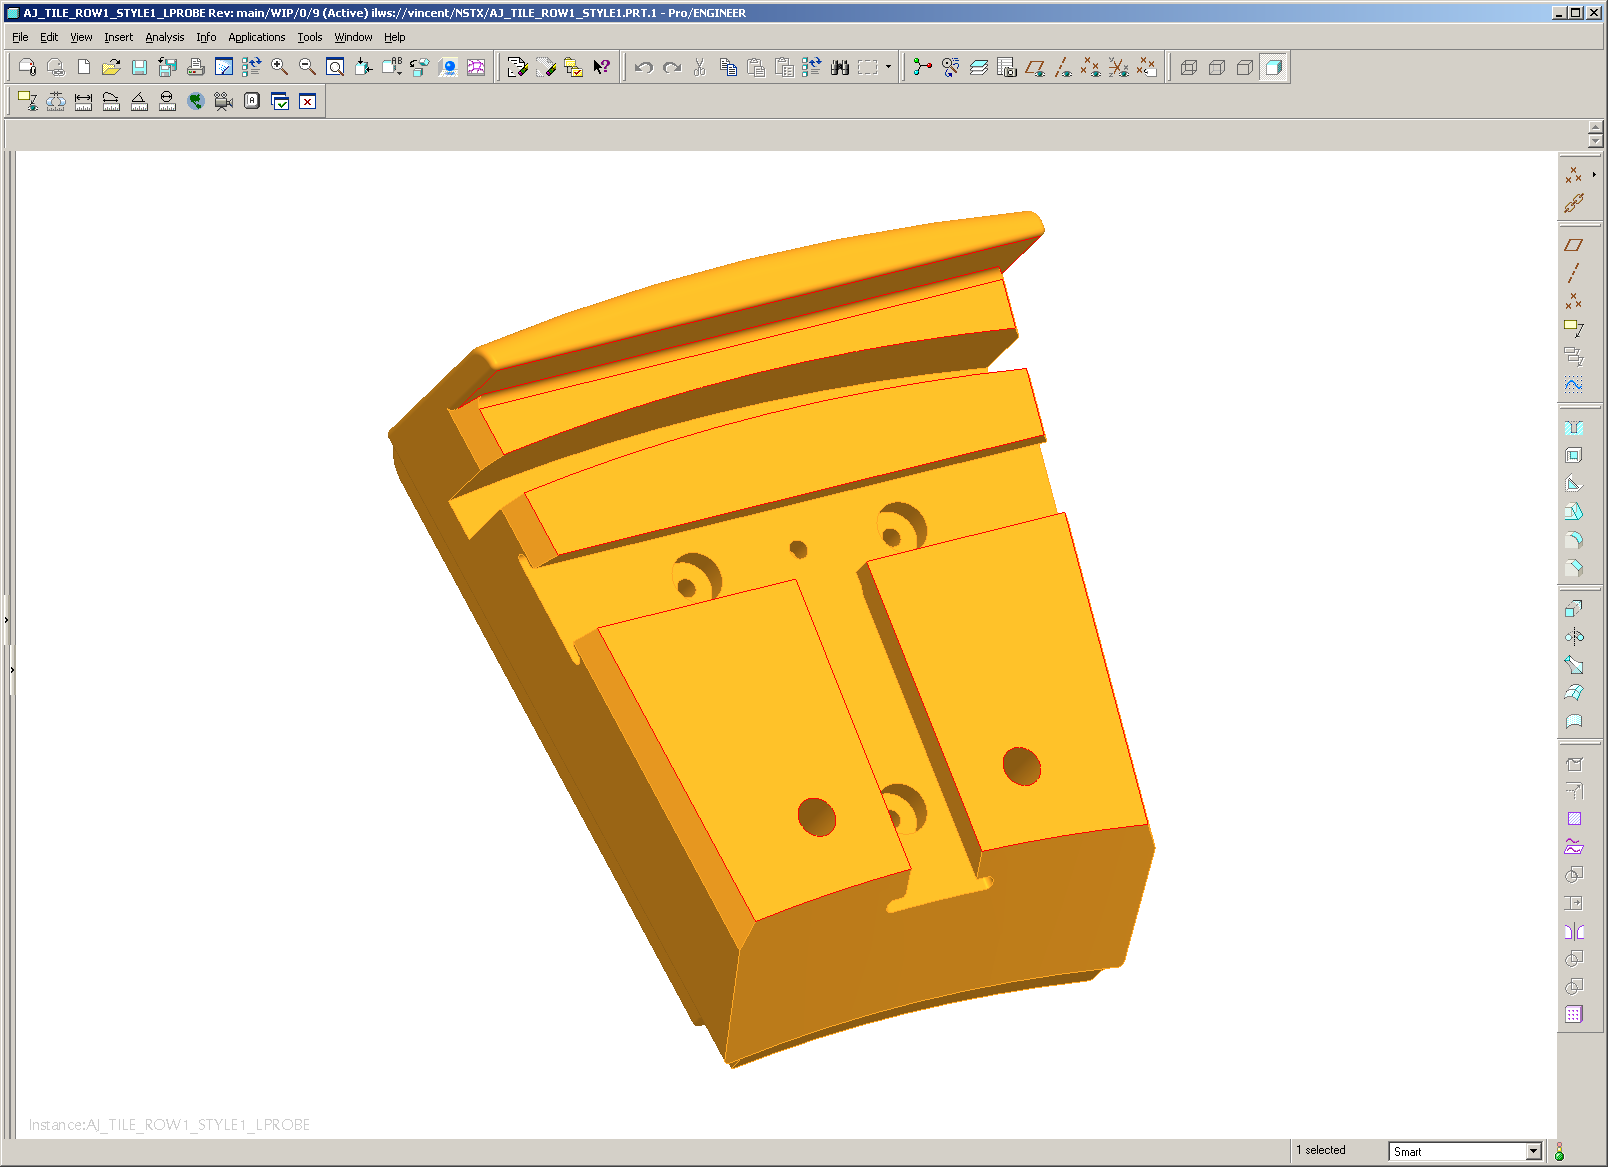 AJ_TILE_ROW1_STYLE1_LPROBE Rev: main/WIP/0/9 (Active) ilws://vincent/NSTX/AJ_TILE_ROW1_STYLE1.PRT.1 - Pro/ENGINEER
File Edit View Insert Analysis Info Applications Tools Window Help
Instance:AJ_TILE_ROW1_STYLE1_LPROBE
1 selected
Smart